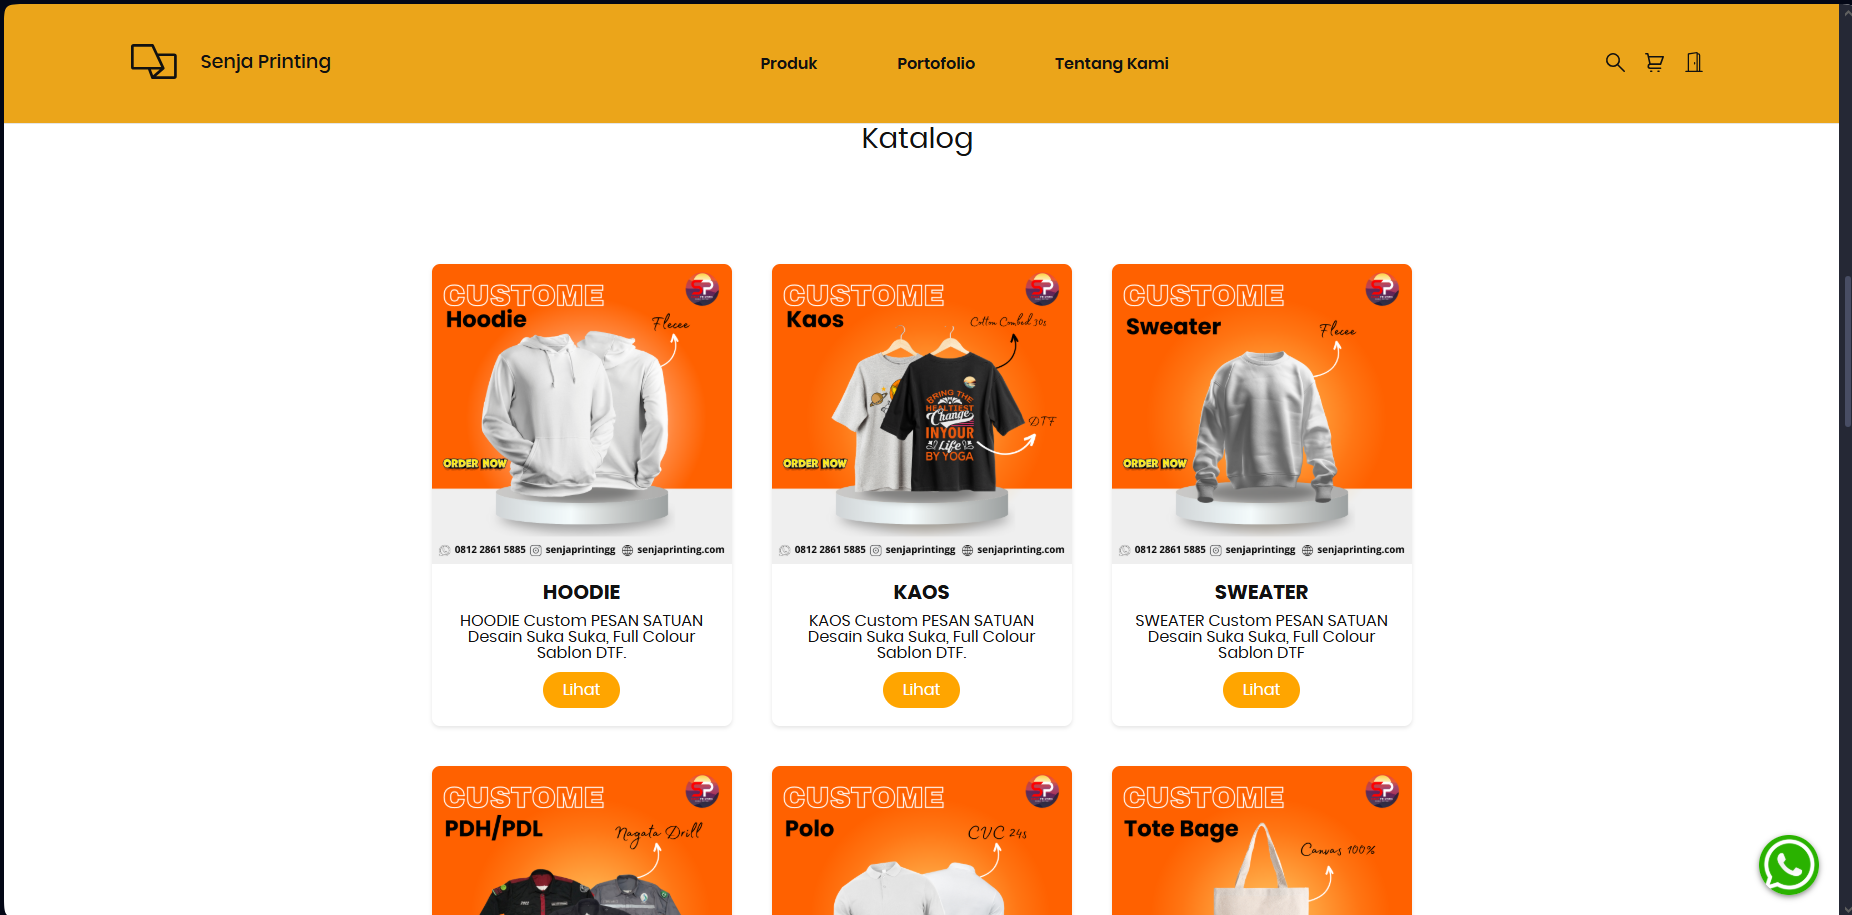 Senja Printing
Produk
Portofolio
Tentang Kami
Katalog
CUSTOME
Hoodie
Flecee
ORDER NOW
0812 2861 5885 senjaprintingg senjaprinting.com
HOODIE
HOODIE Custom PESAN SATUAN
Desain Suka Suka, Full Colour
Sablon DTF.
Lihat
CUSTOME
Kaos
Cotton Combed 30s
BRING THE
HEALTIEST
Change
IN YOUR
Life
BY YOGA
DTF
ORDER NOW
0812 2861 5885 senjaprintingg senjaprinting.com
KAOS
KAOS Custom PESAN SATUAN
Desain Suka Suka, Full Colour
Sablon DTF.
Lihat
CUSTOME
Sweater
Flecee
ORDER NOW
0812 2861 5885 senjaprintingg senjaprinting.com
SWEATER
SWEATER Custom PESAN SATUAN
Desain Suka Suka, Full Colour
Sablon DTF
Lihat
CUSTOME
PDH/PDL
Nagata Drill
CUSTOME
Polo
CVC 24s
CUSTOME
Tote Bage
Canvas 100%